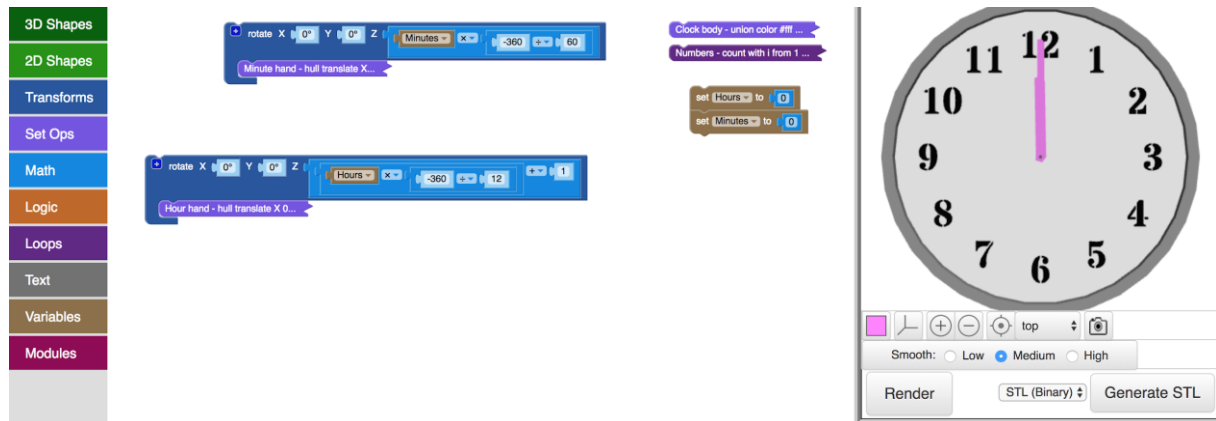 3D Shapes
2D Shapes
Transforms
Set Ops
Math
Logic
Loops
Text
Variables
Modules
rotate X 0° Y 0° Z Minutes × -360 ÷ 60
Minute hand - hull translate X...
rotate X 0° Y 0° Z Hours × -360 ÷ 12 + 1
Hour hand - hull translate X 0...
Clock body - union color #fff ...
Numbers - count with i from 1 ...
set Hours to 0
set Minutes to 0
12
1
2
3
4
5
6
7
8
9
10
11
top
Smooth: Low Medium High
Render STL (Binary) Generate STL